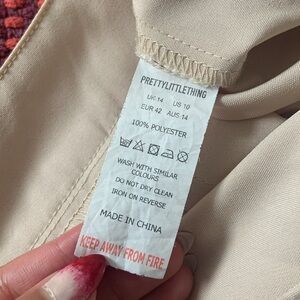 PRETTYLITTLETHING
UK 14 US 10
EUR 42 AUS 14
100% POLYESTER
WASH WITH SIMILAR
COLOURS
DO NOT DRY CLEAN
IRON ON REVERSE
MADE IN CHINA
KEEP AWAY FROM FIRE